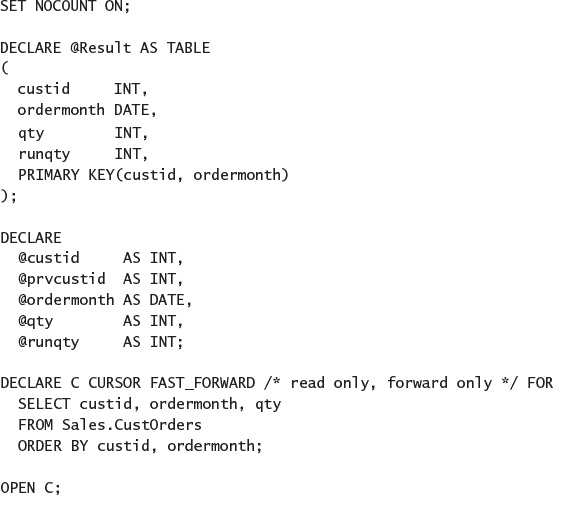 SET NOCOUNT ON;
DECLARE @Result AS TABLE
(
  custid     INT,
  ordermonth DATE,
  qty        INT,
  runqty     INT,
  PRIMARY KEY(custid, ordermonth)
);
DECLARE
  @custid     AS INT,
  @prvcustid  AS INT,
  @ordermonth AS DATE,
  @qty        AS INT,
  @runqty     AS INT;
DECLARE C CURSOR FAST_FORWARD /* read only, forward only */ FOR
  SELECT custid, ordermonth, qty
  FROM Sales.CustOrders
  ORDER BY custid, ordermonth;
OPEN C;